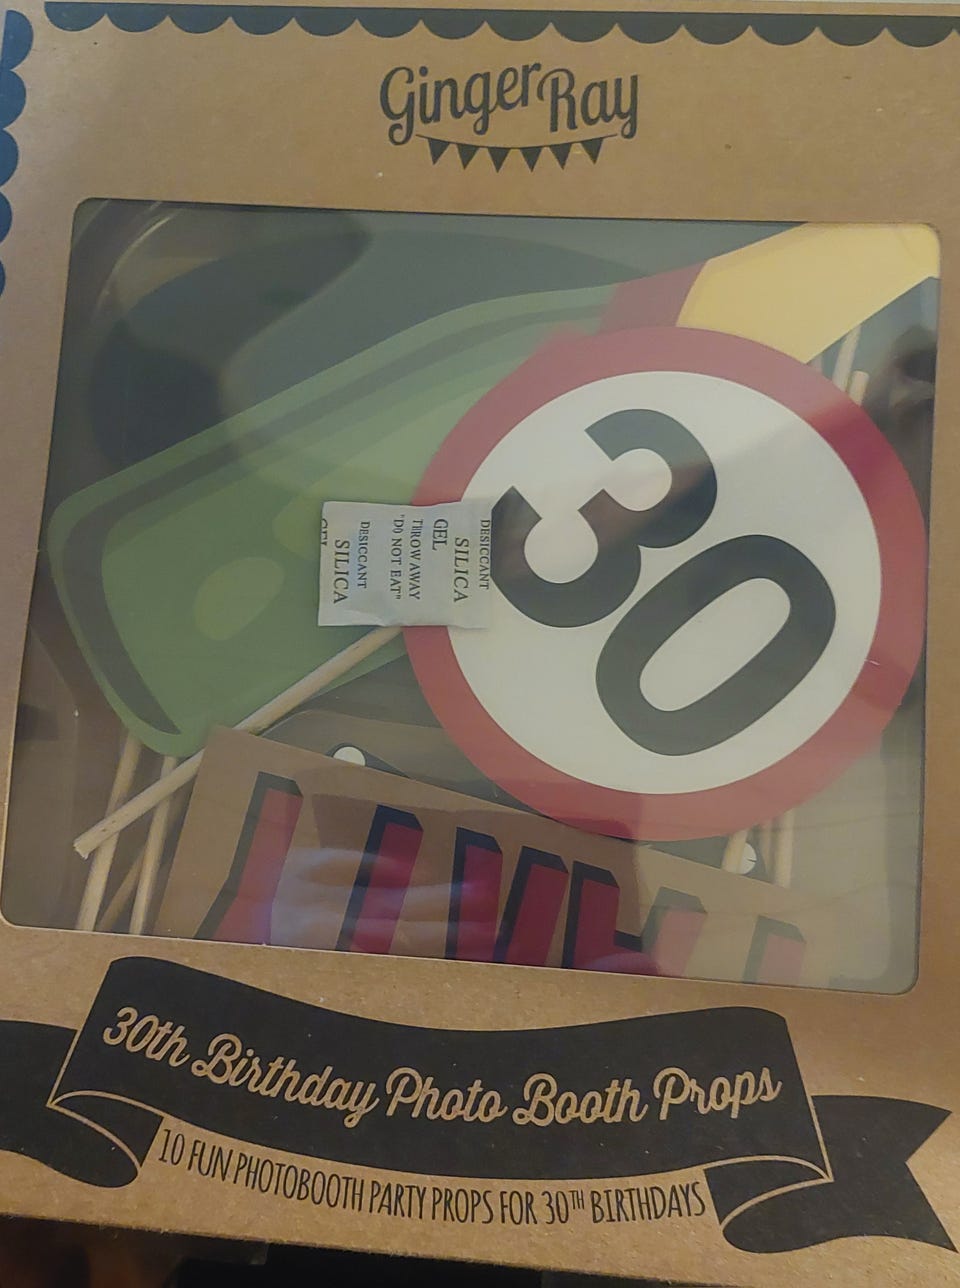 Ginger Ray
30
DESICCANT
SILICA
GEL
THROW AWAY
"DO NOT EAT"
DESICCANT
SILICA
GEL
30th Birthday Photo Booth Props
10 FUN PHOTOBOOTH PARTY PROPS FOR 30TH BIRTHDAYS